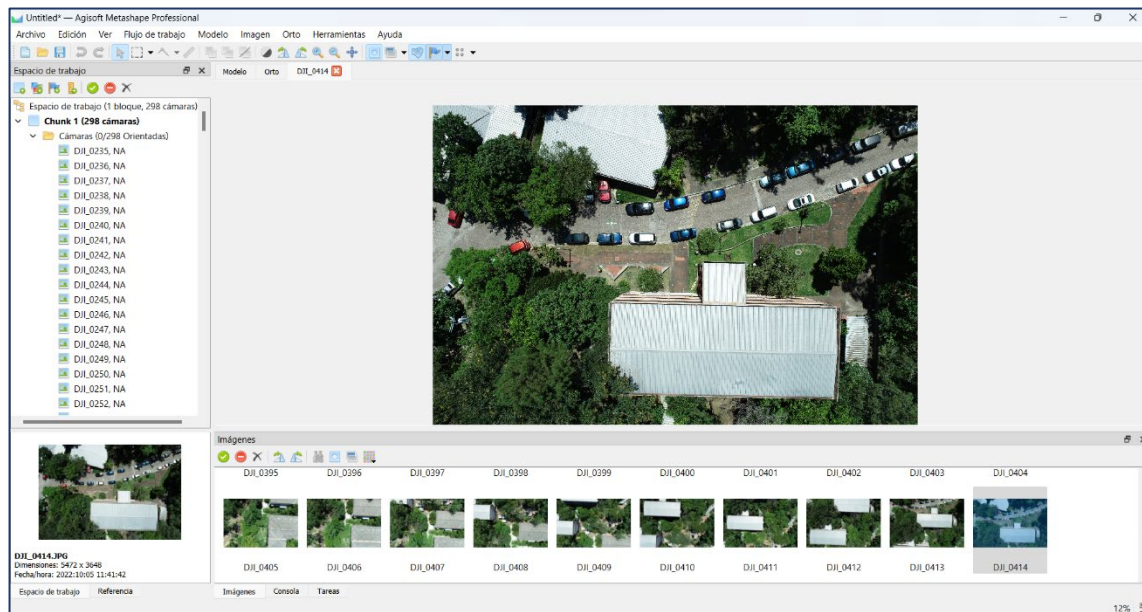 Untitled* — Agisoft Metashape Professional
Archivo Edición Ver Flujo de trabajo Modelo Imagen Orto Herramientas Ayuda
Espacio de trabajo
Modelo Orto DJI_0414
Espacio de trabajo (1 bloque, 298 cámaras)
Chunk 1 (298 cámaras)
Cámaras (0/298 Orientadas)
DJI_0235, NA
DJI_0236, NA
DJI_0237, NA
DJI_0238, NA
DJI_0239, NA
DJI_0240, NA
DJI_0241, NA
DJI_0242, NA
DJI_0243, NA
DJI_0244, NA
DJI_0245, NA
DJI_0246, NA
DJI_0247, NA
DJI_0248, NA
DJI_0249, NA
DJI_0250, NA
DJI_0251, NA
DJI_0252, NA
DJI_0414.JPG
Dimensiones: 5472 x 3648
Fecha/hora: 2022:10:05 11:41:42
Espacio de trabajo Referencia
Imágenes
DJI_0395 DJI_0396 DJI_0397 DJI_0398 DJI_0399 DJI_0400 DJI_0401 DJI_0402 DJI_0403 DJI_0404
DJI_0405 DJI_0406 DJI_0407 DJI_0408 DJI_0409 DJI_0410 DJI_0411 DJI_0412 DJI_0413 DJI_0414
Imágenes Consola Tareas
12%